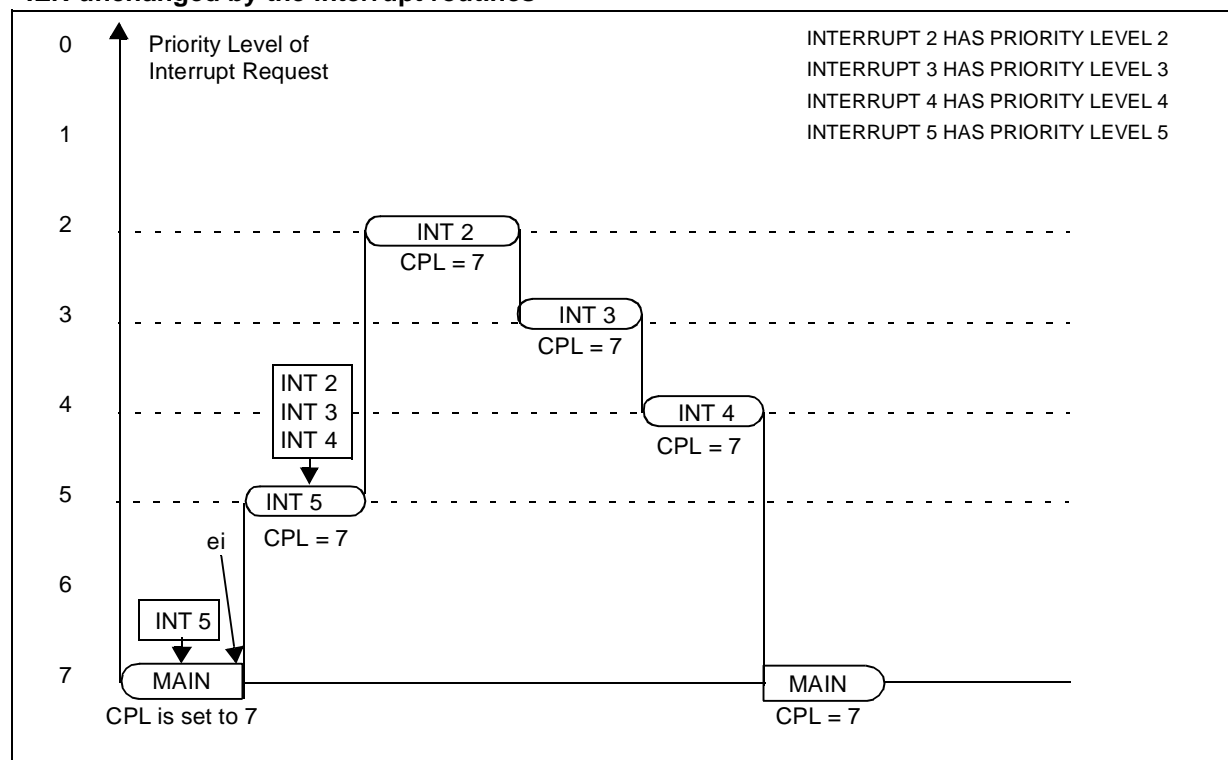 IEN unchanged by the interrupt routines
0
Priority Level of
Interrupt Request
INTERRUPT 2 HAS PRIORITY LEVEL 2
INTERRUPT 3 HAS PRIORITY LEVEL 3
INTERRUPT 4 HAS PRIORITY LEVEL 4
INTERRUPT 5 HAS PRIORITY LEVEL 5
1
2
INT 2
CPL = 7
3
INT 3
CPL = 7
INT 2
INT 3
INT 4
4
INT 4
CPL = 7
5
INT 5
CPL = 7
ei
6
INT 5
7
MAIN
CPL is set to 7
MAIN
CPL = 7